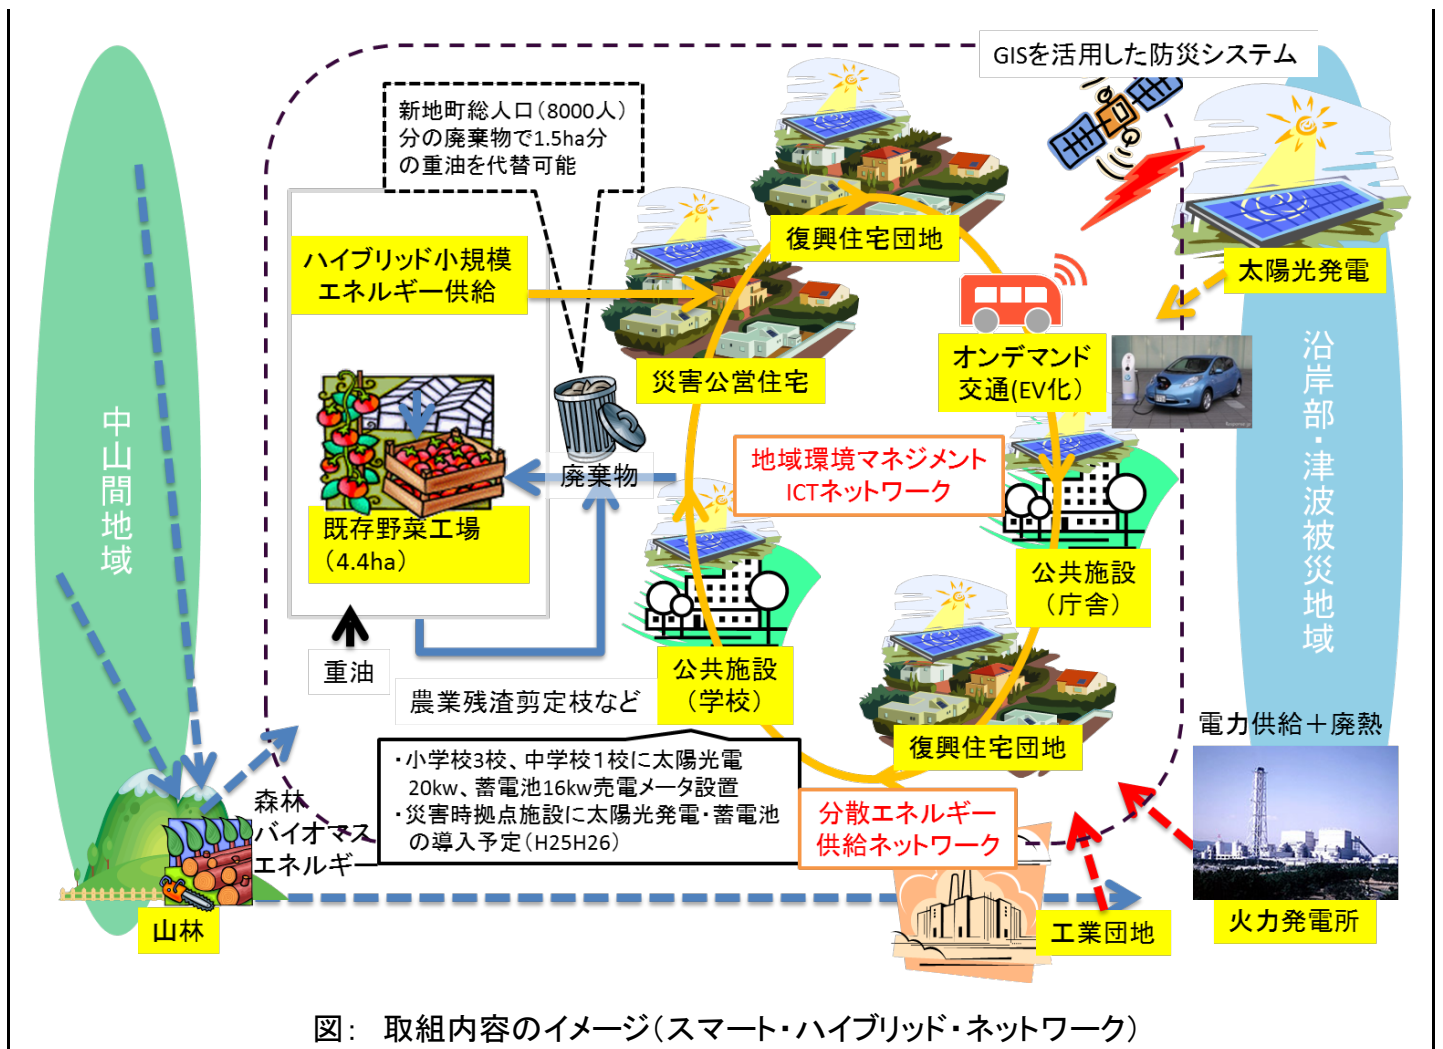 GISを活用した防災システム
新地町総人口（8000人）
分の廃棄物で1.5ha分
の重油を代替可能
復興住宅団地
ハイブリッド小規模
エネルギー供給
太陽光発電
災害公営住宅
オンデマンド
交通(EV化）
中山間地域
沿岸部・津波被災地域
地域環境マネジメント
ICTネットワーク
廃棄物
既存野菜工場
（4.4ha）
公共施設
（庁舎）
重油
農業残渣剪定枝など
公共施設
（学校）
復興住宅団地
電力供給＋廃熱
・小学校3校、中学校１校に太陽光電
20kw、蓄電池16kw売電メータ設置
・災害時拠点施設に太陽光発電・蓄電池
の導入予定（H25H26）
森林
バイオマス
エネルギー
分散エネルギー
供給ネットワーク
山林
工業団地
火力発電所
図：　取組内容のイメージ（スマート・ハイブリッド・ネットワーク）